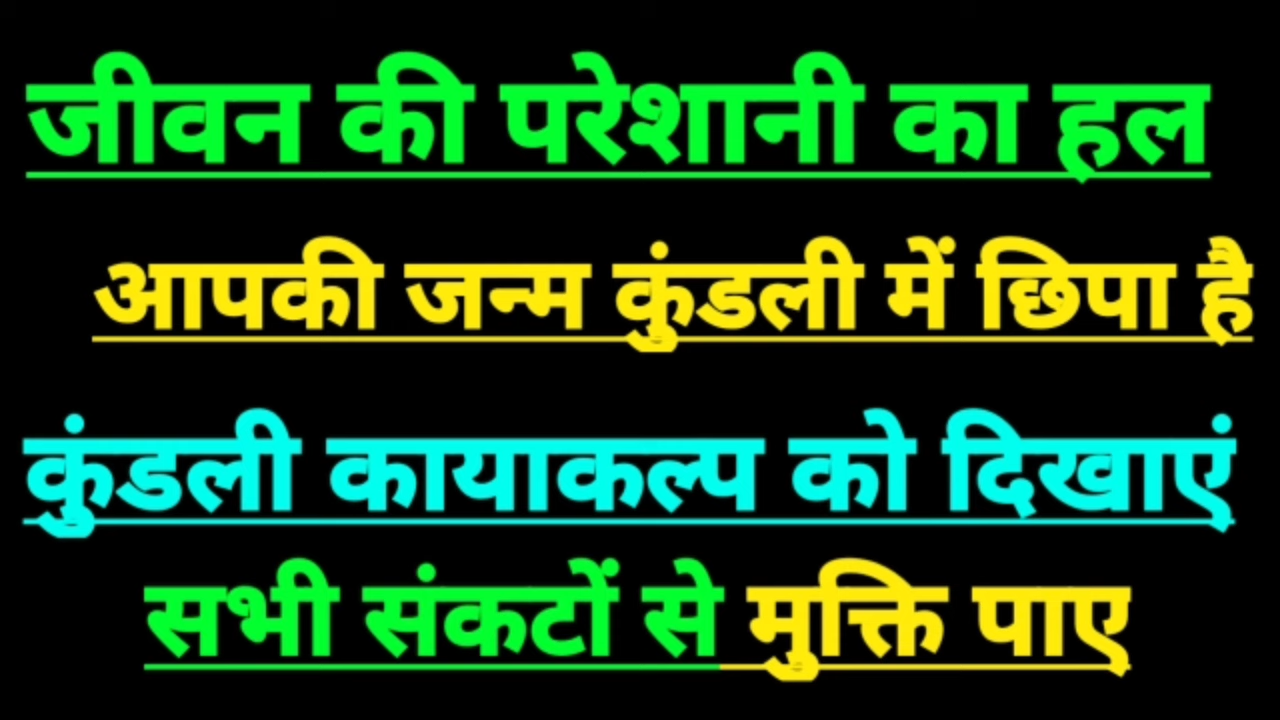 जीवन की परेशानी का हल
आपकी जन्म कुंडली में छिपा है
कुंडली कायाकल्प को दिखाएं
सभी संकटों से मुक्ति पाए